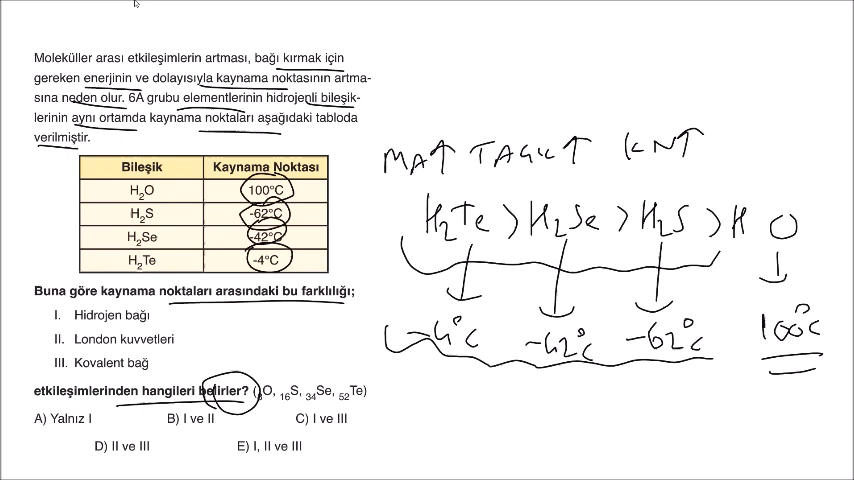 Moleküller arası etkileşimlerin artması, bağı kırmak için
gereken enerjinin ve dolayısıyla kaynama noktasının artma-
sına neden olur. 6A grubu elementlerinin hidrojenli bileşik-
lerinin aynı ortamda kaynama noktaları aşağıdaki tabloda
verilmiştir.
Bileşik Kaynama Noktası
H₂O 100°C
H₂S -62°C
H₂Se -42°C
H₂Te -4°C
Buna göre kaynama noktaları arasındaki bu farklılığı;
I. Hidrojen bağı
II. London kuvvetleri
III. Kovalent bağ
etkileşimlerinden hangileri belirler? (₈O, ₁₆S, ₃₄Se, ₅₂Te)
A) Yalnız I B) I ve II C) I ve III
D) II ve III E) I, II ve III
MA↑ TAGK↑ KN↑
H₂Te > H₂Se > H₂S > H O
-4°C -42°C -62°C 100°C